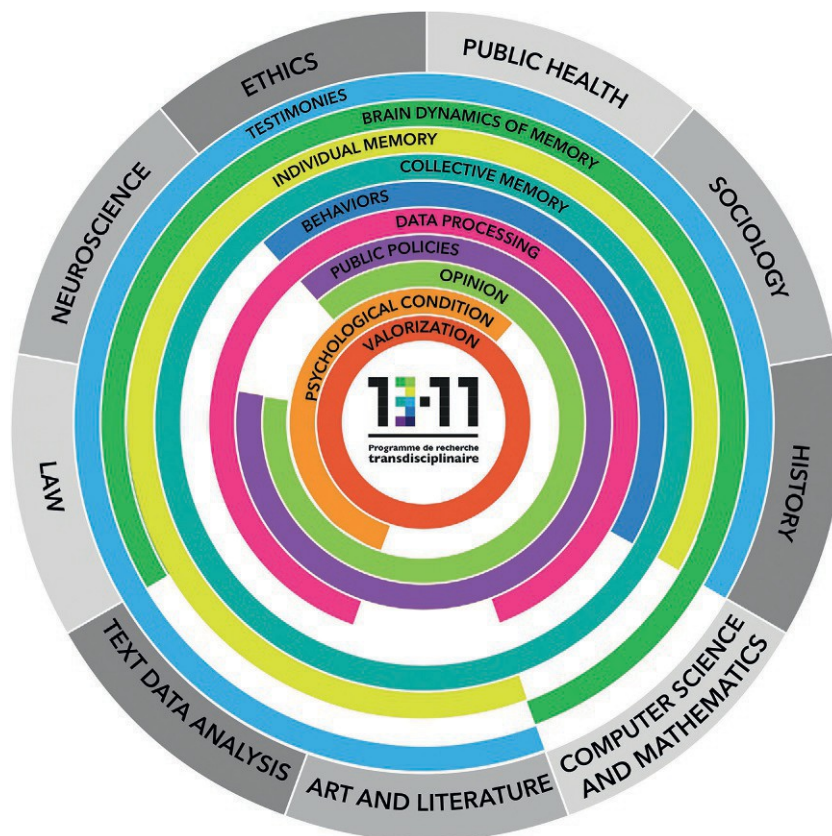 ETHICS
PUBLIC HEALTH
SOCIOLOGY
HISTORY
COMPUTER SCIENCE
AND MATHEMATICS
ART AND LITERATURE
TEXT DATA ANALYSIS
LAW
NEUROSCIENCE
TESTIMONIES
BRAIN DYNAMICS OF MEMORY
INDIVIDUAL MEMORY
COLLECTIVE MEMORY
BEHAVIORS
DATA PROCESSING
PUBLIC POLICIES
OPINION
PSYCHOLOGICAL CONDITION
VALORIZATION
13·11
Programme de recherche
transdisciplinaire